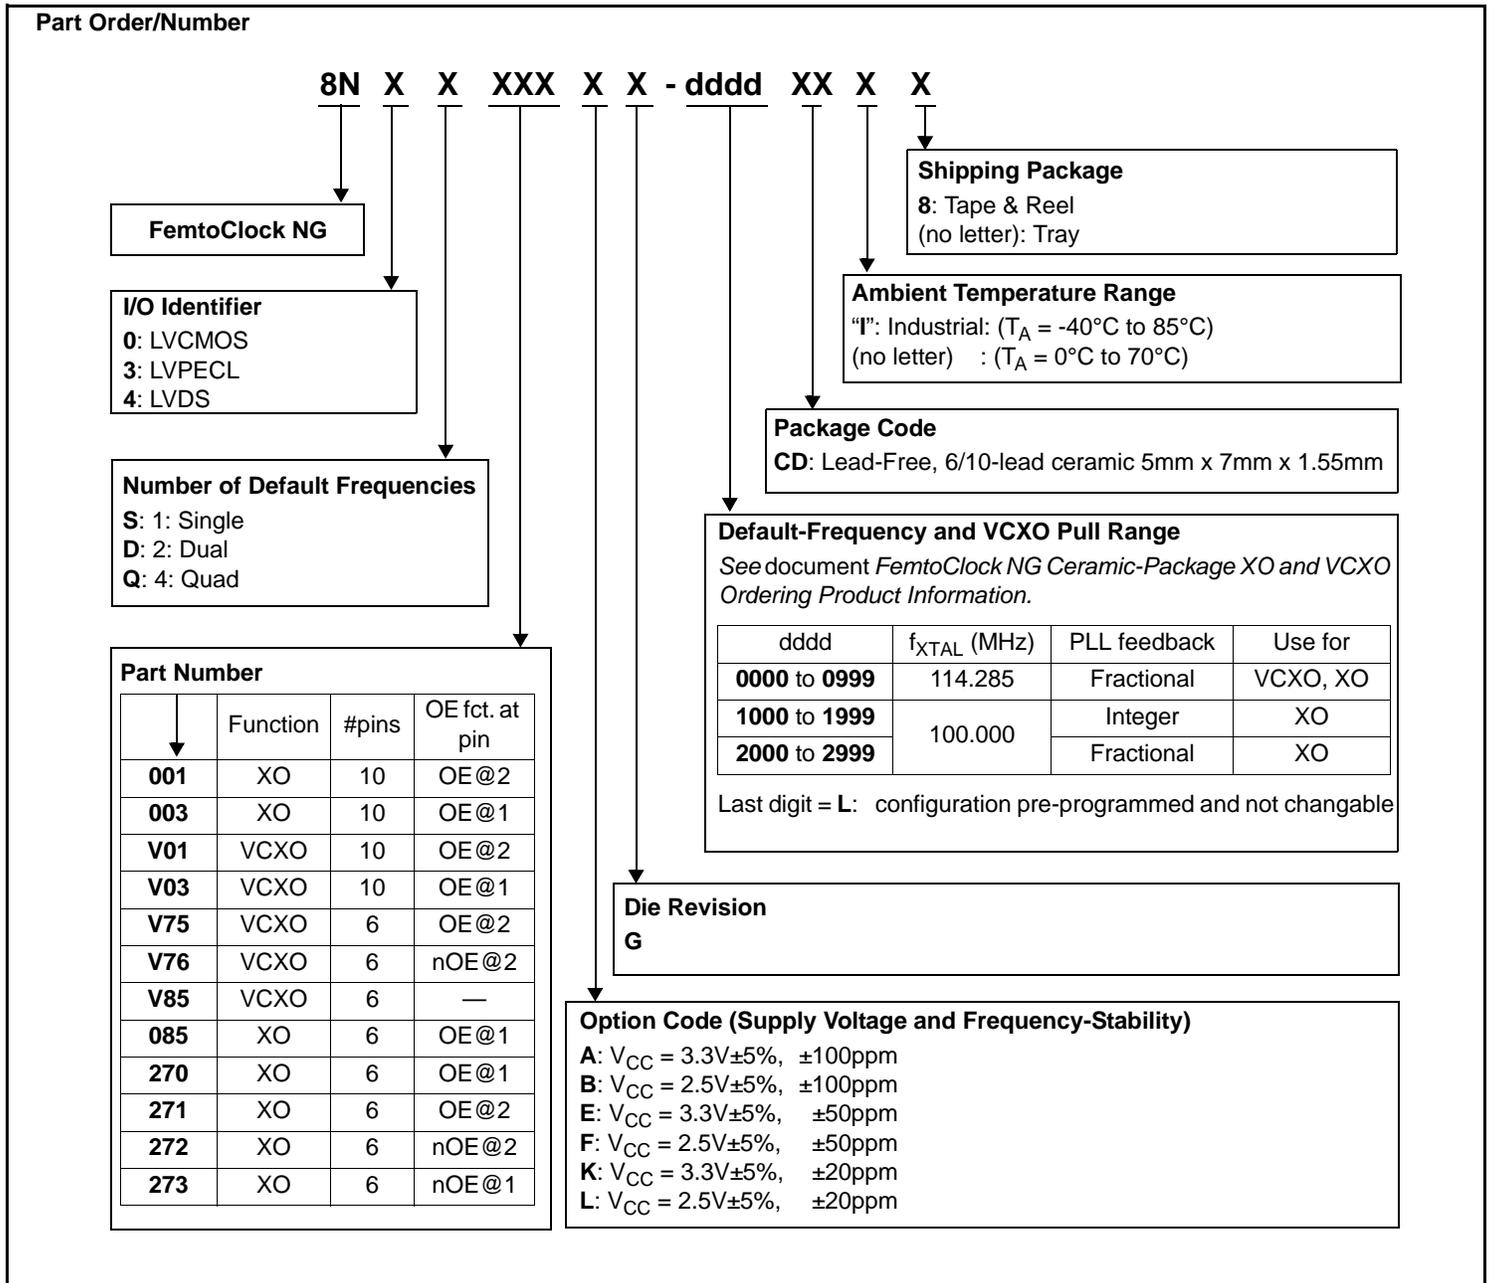 Part Order/Number
8N X X XXX X X - dddd XX X X
Shipping Package
8: Tape & Reel
(no letter): Tray
FemtoClock NG
Ambient Temperature Range
“I”: Industrial: (TA = -40°C to 85°C)
(no letter) : (TA = 0°C to 70°C)
I/O Identifier
0: LVCMOS
3: LVPECL
4: LVDS
Package Code
CD: Lead-Free, 6/10-lead ceramic 5mm x 7mm x 1.55mm
Number of Default Frequencies
S: 1: Single
D: 2: Dual
Q: 4: Quad
Default-Frequency and VCXO Pull Range
See document FemtoClock NG Ceramic-Package XO and VCXO
Ordering Product Information.
dddd fXTAL (MHz) PLL feedback Use for
0000 to 0999 114.285 Fractional VCXO, XO
1000 to 1999 100.000 Integer XO
2000 to 2999 Fractional XO
Last digit = L: configuration pre-programmed and not changable
Part Number
Function #pins OE fct. at
pin
001 XO 10 OE@2
003 XO 10 OE@1
V01 VCXO 10 OE@2
V03 VCXO 10 OE@1
V75 VCXO 6 OE@2
V76 VCXO 6 nOE@2
V85 VCXO 6 —
085 XO 6 OE@1
270 XO 6 OE@1
271 XO 6 OE@2
272 XO 6 nOE@2
273 XO 6 nOE@1
Die Revision
G
Option Code (Supply Voltage and Frequency-Stability)
A: VCC = 3.3V±5%, ±100ppm
B: VCC = 2.5V±5%, ±100ppm
E: VCC = 3.3V±5%, ±50ppm
F: VCC = 2.5V±5%, ±50ppm
K: VCC = 3.3V±5%, ±20ppm
L: VCC = 2.5V±5%, ±20ppm